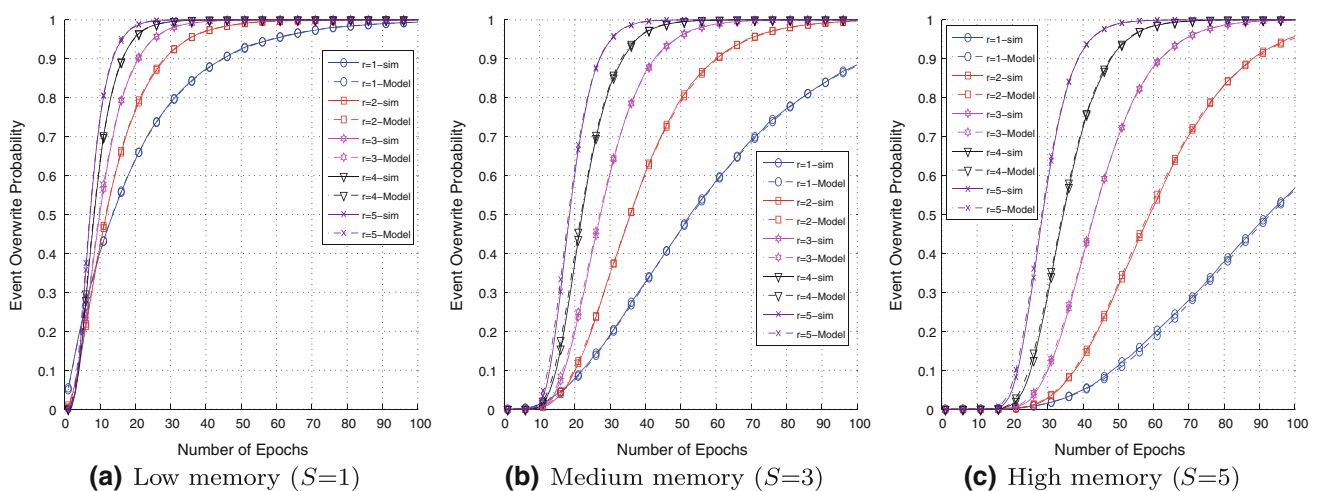 Event Overwrite Probability
1
0.9
0.8
0.7
0.6
0.5
0.4
0.3
0.2
0.1
0
0 10 20 30 40 50 60 70 80 90 100
Number of Epochs
r=1-sim
r=1-Model
r=2-sim
r=2-Model
r=3-sim
r=3-Model
r=4-sim
r=4-Model
r=5-sim
r=5-Model
(a) Low memory (S=1)
Event Overwrite Probability
1
0.9
0.8
0.7
0.6
0.5
0.4
0.3
0.2
0.1
0
0 10 20 30 40 50 60 70 80 90 100
Number of Epochs
r=1-sim
r=1-Model
r=2-sim
r=2-Model
r=3-sim
r=3-Model
r=4-sim
r=4-Model
r=5-sim
r=5-Model
(b) Medium memory (S=3)
Event Overwrite Probability
1
0.9
0.8
0.7
0.6
0.5
0.4
0.3
0.2
0.1
0
0 10 20 30 40 50 60 70 80 90 100
Number of Epochs
r=1-sim
r=1-Model
r=2-sim
r=2-Model
r=3-sim
r=3-Model
r=4-sim
r=4-Model
r=5-sim
r=5-Model
(c) High memory (S=5)